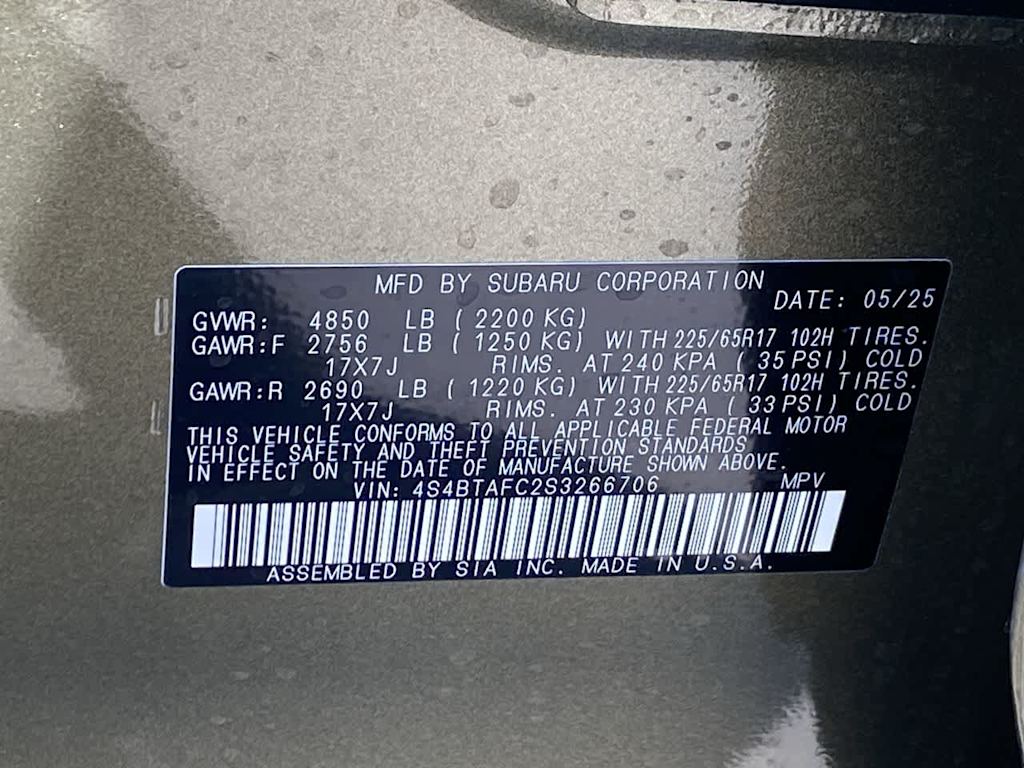 MFD BY SUBARU CORPORATION
DATE: 05/25
GVWR: 4850 LB ( 2200 KG)
GAWR:F 2756 LB ( 1250 KG) WITH 225/65R17 102H TIRES.
17X7J RIMS. AT 240 KPA ( 35 PSI) COLD
GAWR:R 2690 LB ( 1220 KG) WITH 225/65R17 102H TIRES.
17X7J RIMS. AT 230 KPA ( 33 PSI) COLD
THIS VEHICLE CONFORMS TO ALL APPLICABLE FEDERAL MOTOR
VEHICLE SAFETY AND THEFT PREVENTION STANDARDS
IN EFFECT ON THE DATE OF MANUFACTURE SHOWN ABOVE.
VIN: 4S4BTAFC2S3266706 MPV
ASSEMBLED BY SIA INC. MADE IN U.S.A.